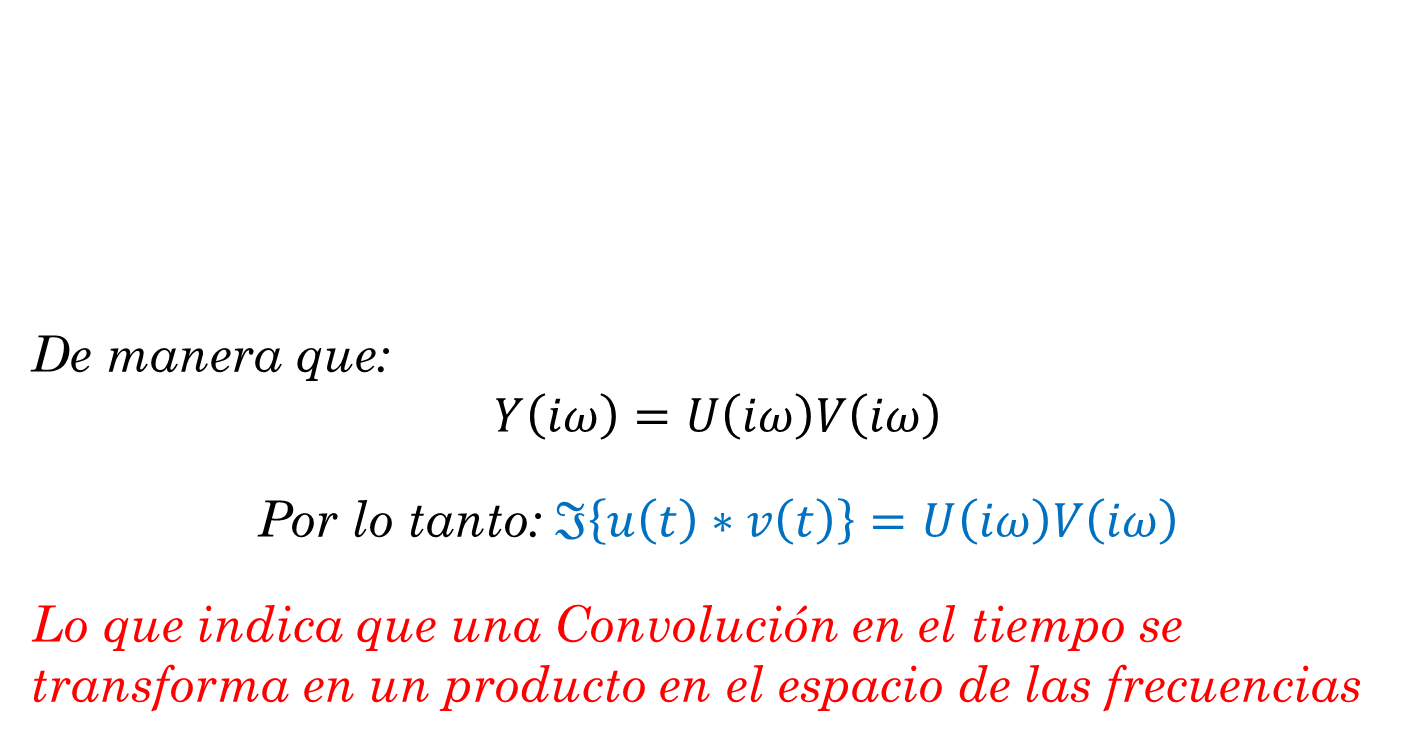 De manera que:
Y(iω) = U(iω)V(iω)
Por lo tanto: ℑ{u(t) ∗ v(t)} = U(iω)V(iω)
Lo que indica que una Convolución en el tiempo se
transforma en un producto en el espacio de las frecuencias